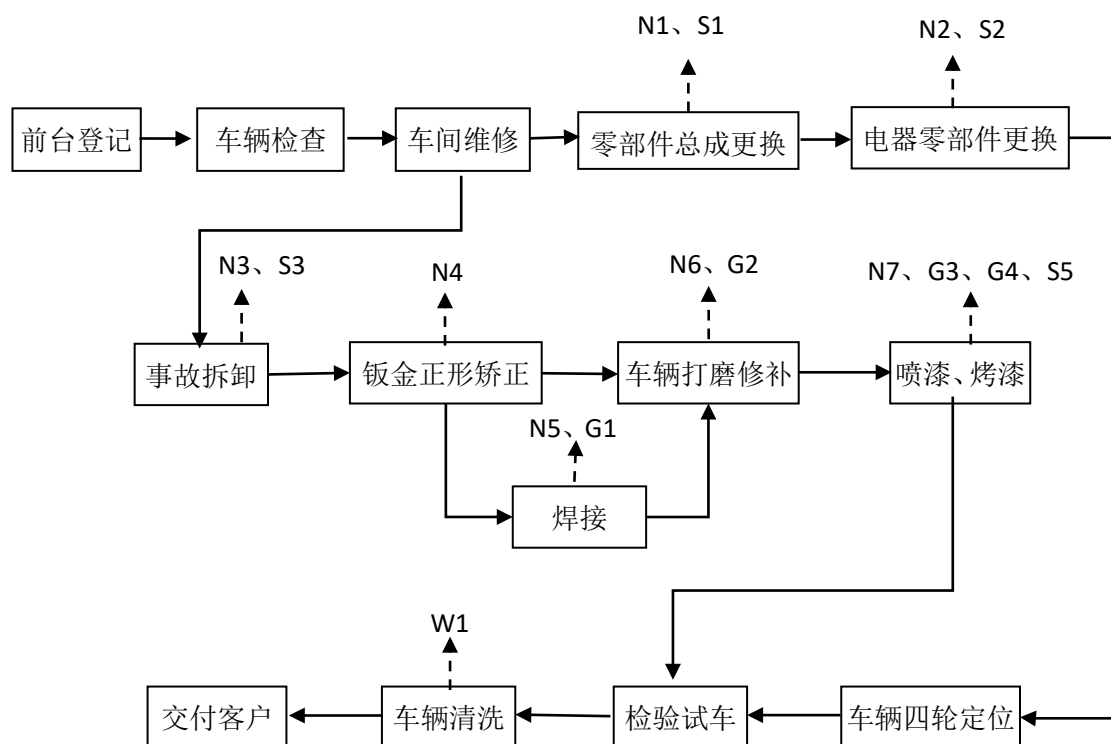 N1、S1
N2、S2
前台登记
车辆检查
车间维修
零部件总成更换
电器零部件更换
N3、S3
N4
N6、G2
N7、G3、G4、S5
事故拆卸
钣金正形矫正
车辆打磨修补
喷漆、烤漆
N5、G1
焊接
W1
交付客户
车辆清洗
检验试车
车辆四轮定位